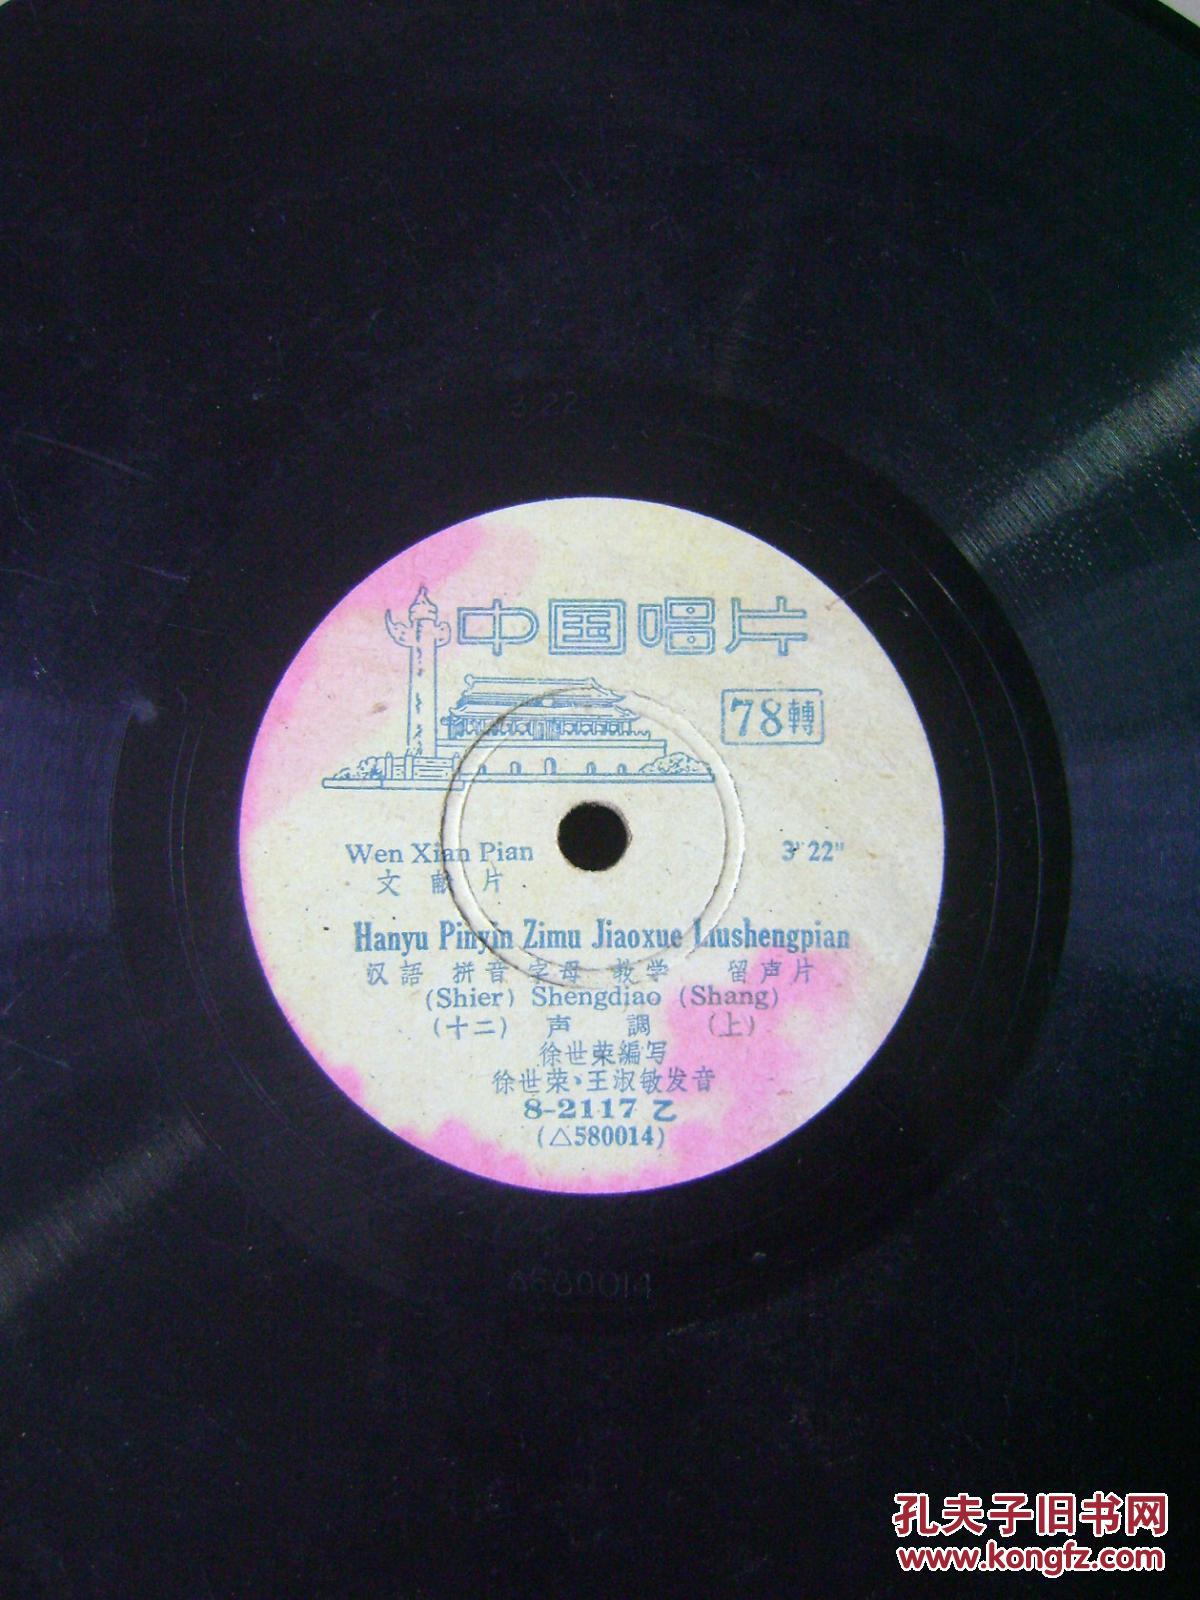 3 22
中国唱片
78轉
Wen Xian Pian 3' 22"
文献片
Hanyu Pinyin Zimu Jiaoxue Liushengpian
汉語 拼音 字母 教学 留声片
(Shier) Shengdiao (Shang)
(十二) 声調 (上)
徐世荣編写
徐世荣、王淑敏发音
8-2117 乙
(△580014)
△580014
孔夫子旧书网
www.kongfz.com